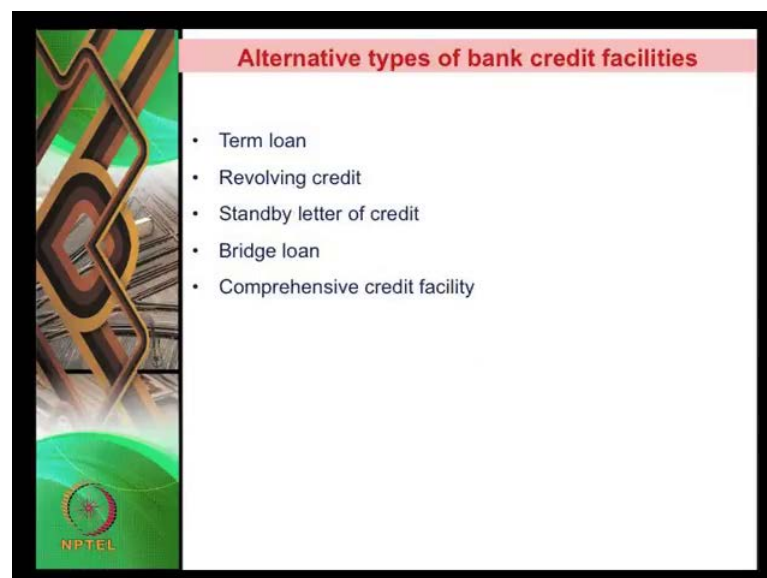 Alternative types of bank credit facilities
• Term loan
• Revolving credit
• Standby letter of credit
• Bridge loan
• Comprehensive credit facility
NPTEL